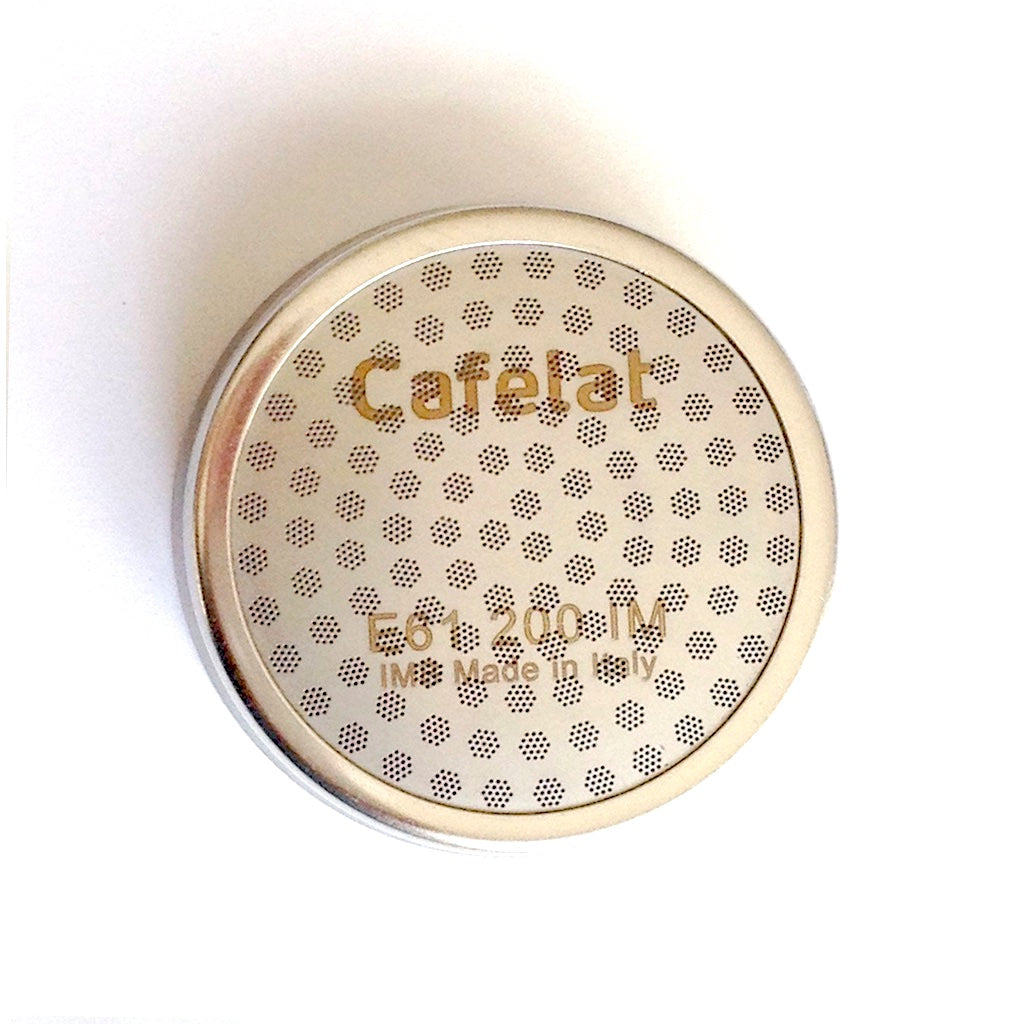 Cafelat
E61 200 IM
IMS Made in Italy